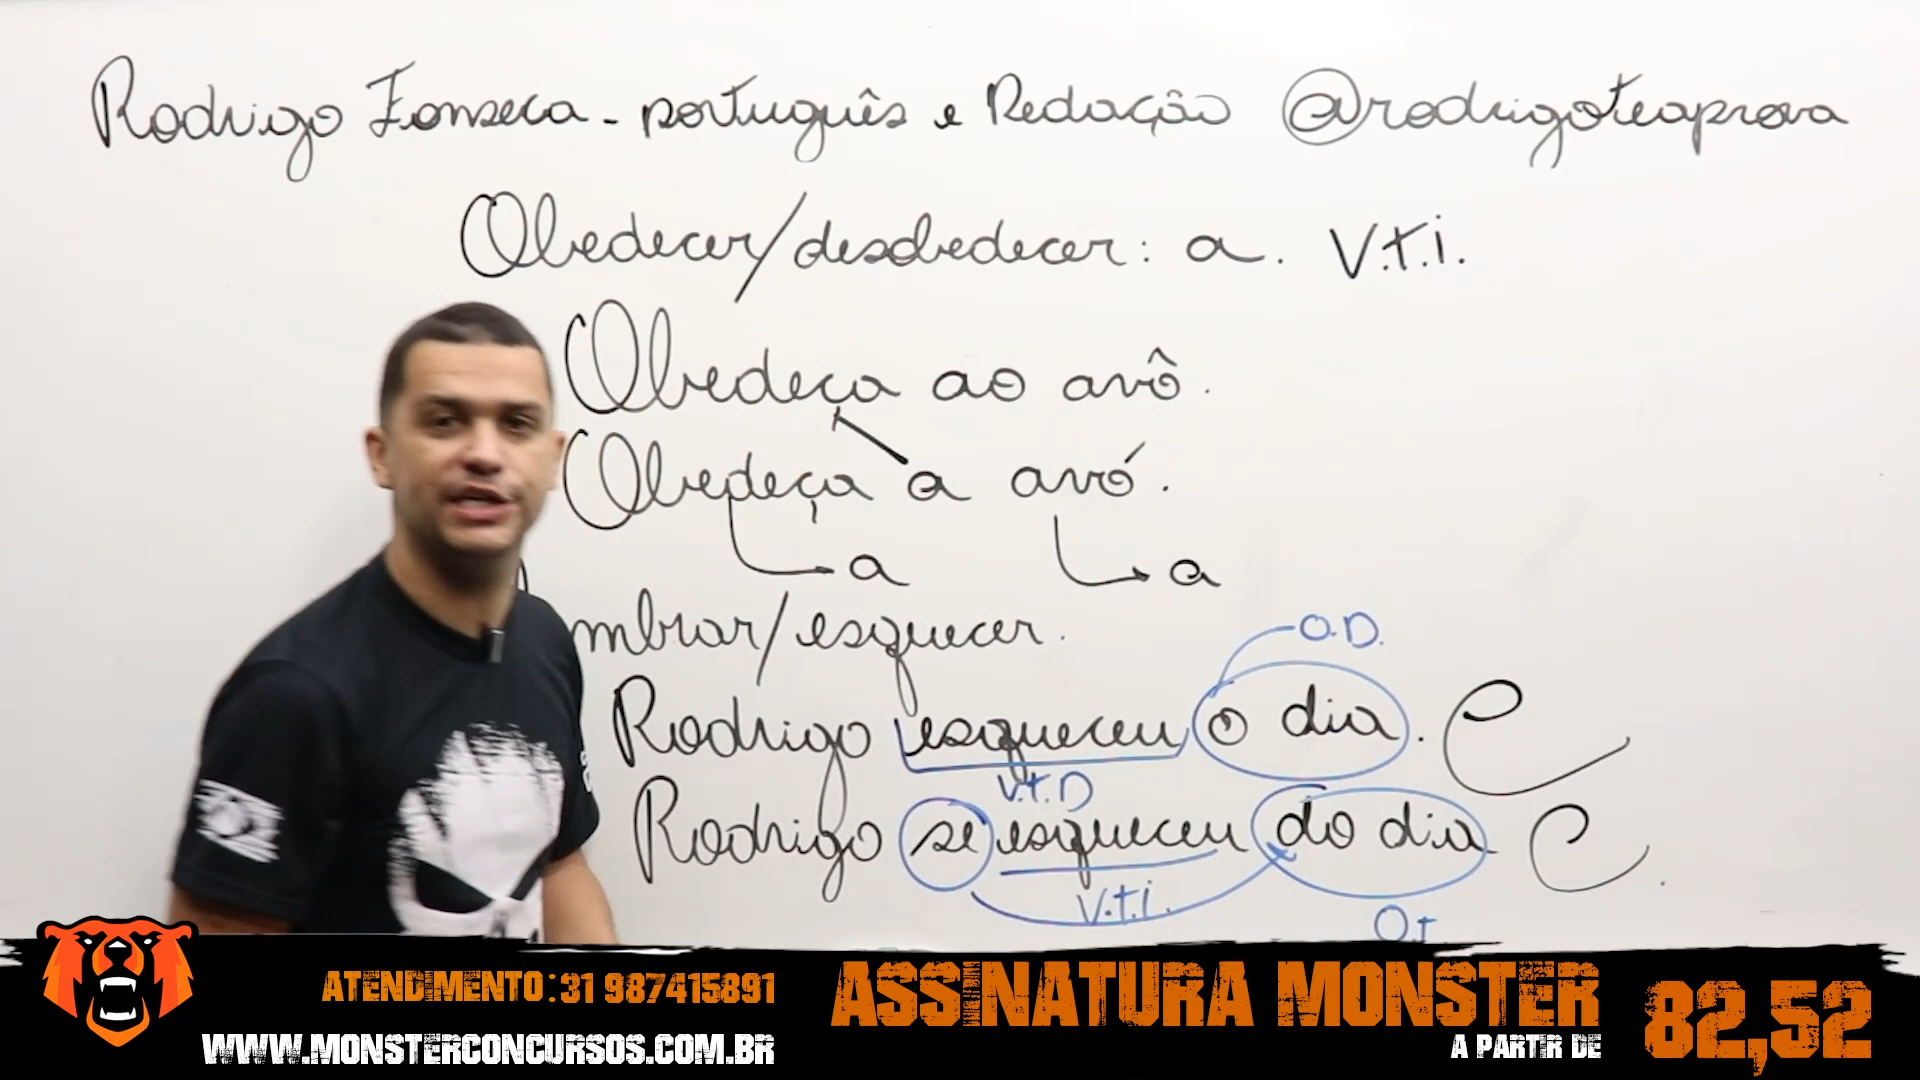 Rodrigo Fonseca - português e Redação @rodrigoteaprova
Obedecer/desobedecer: a. V.t.i.
Obedeça ao avô.
Obedeça a avó.
a a
mbrar/esquecer.
O.D.
Rodrigo esqueceu o dia. C
V.t.D
Rodrigo se esqueceu do dia C
V.t.i.
ATENDIMENTO: 31 987415891
WWW.MONSTERCONCURSOS.COM.BR
ASSINATURA MONSTER
A PARTIR DE
82,52